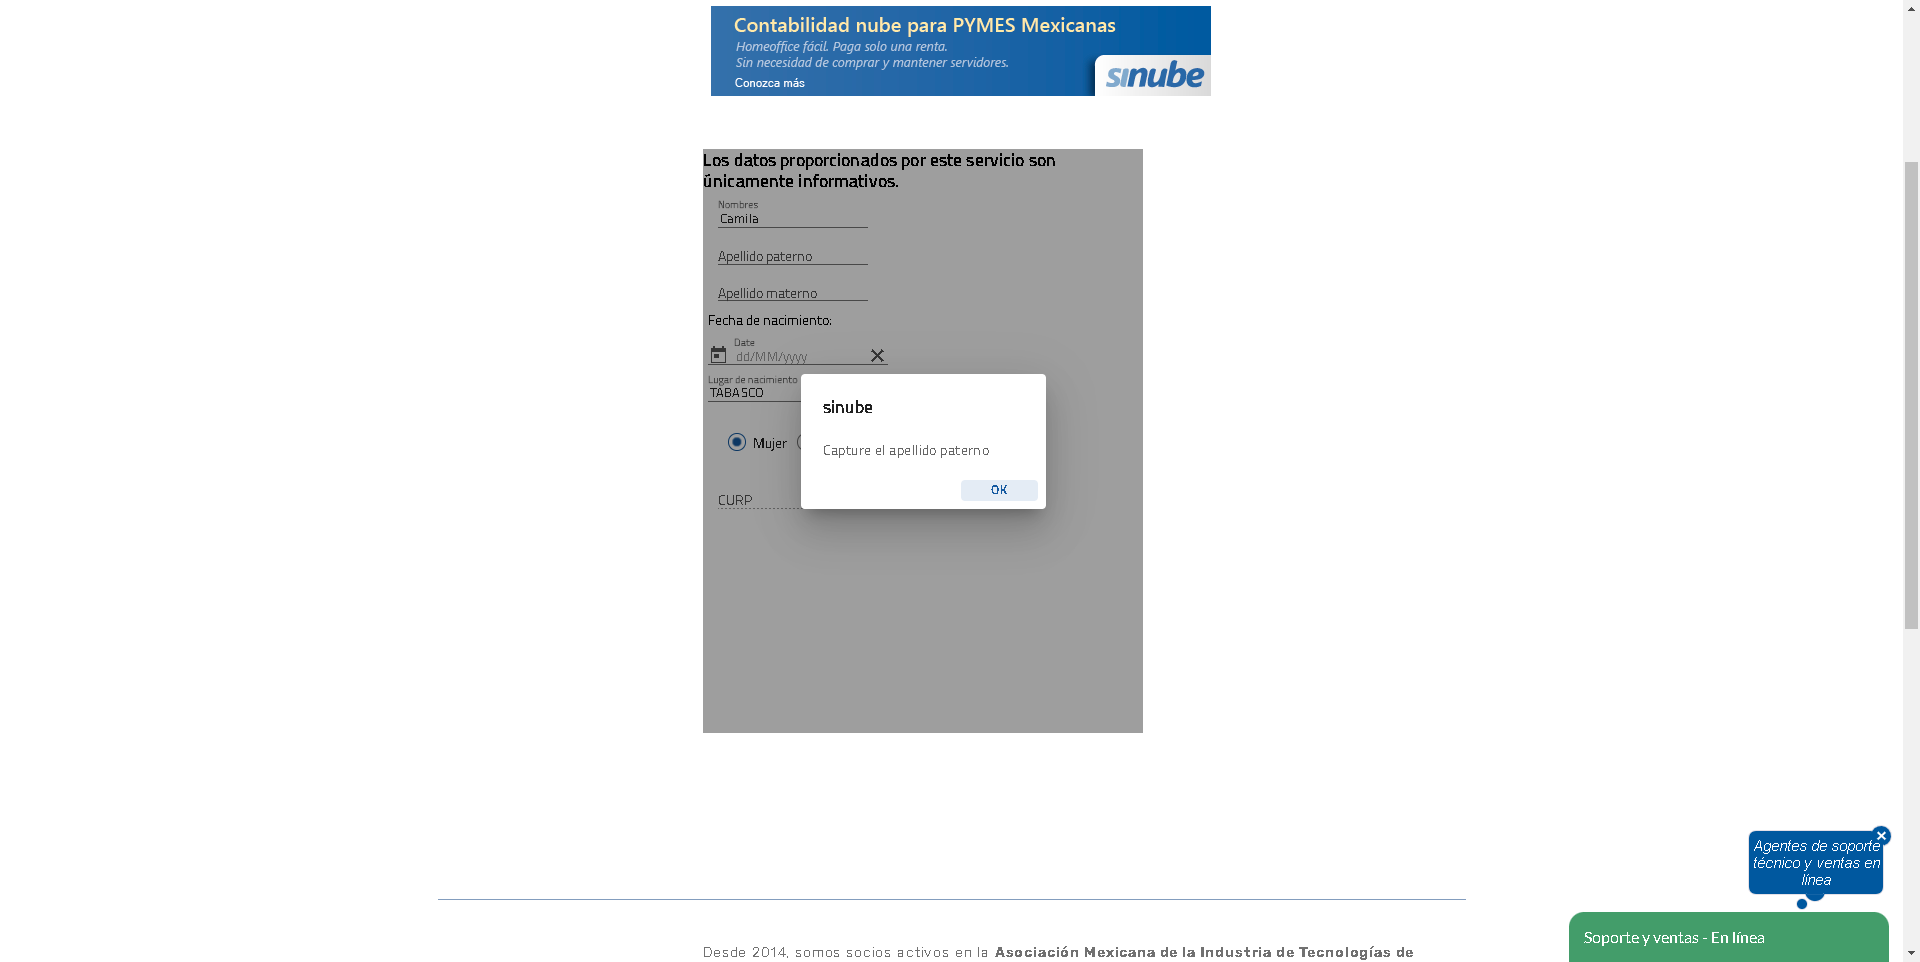 Contabilidad nube para PYMES Mexicanas
Homeoffice fácil. Paga solo una renta.
Sin necesidad de comprar y mantener servidores.
Conozca más
sinube
Los datos proporcionados por este servicio son
únicamente informativos.
Nombres
Camila
Apellido paterno
Apellido materno
Fecha de nacimiento:
Date
dd/MM/yyyy
Lugar de nacimiento
TABASCO
Mujer
CURP
sinube
Capture el apellido paterno
OK
Agentes de soporte
técnico y ventas en
línea
Soporte y ventas - En línea
Desde 2014, somos socios activos en la Asociación Mexicana de la Industria de Tecnologías de